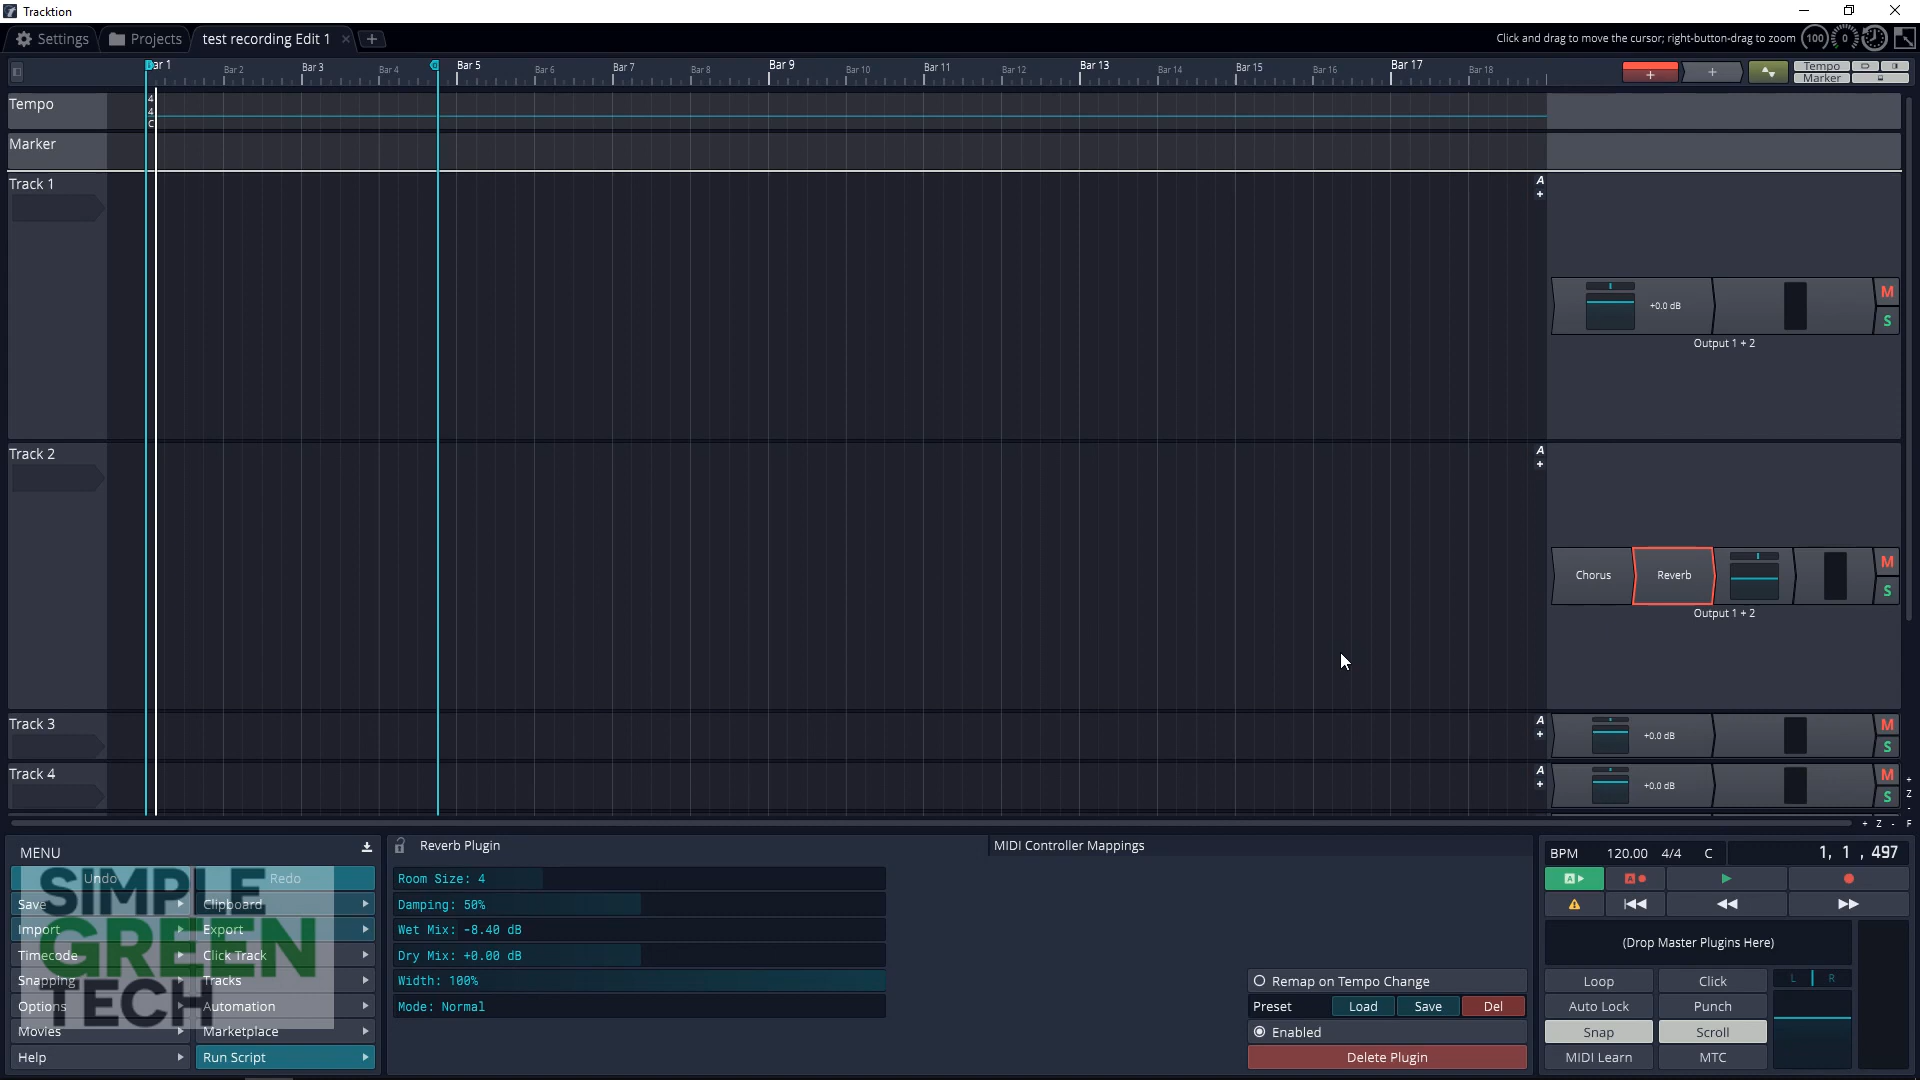 Tracktion
Settings
Projects
test recording Edit 1
Click and drag to move the cursor; right-button-drag to zoom
100
0
Bar 1
Bar 2
Bar 3
Bar 4
Bar 5
Bar 6
Bar 7
Bar 8
Bar 9
Bar 10
Bar 11
Bar 12
Bar 13
Bar 14
Bar 15
Bar 16
Bar 17
Bar 18
Tempo
Marker
Tempo
4
4
C
Marker
Track 1
A
+0.0 dB
M
S
Output 1 + 2
Track 2
A
Chorus
Reverb
M
S
Output 1 + 2
Track 3
A
+0.0 dB
M
S
Track 4
A
+0.0 dB
M
S
Z
+ Z - F
MENU
Undo
Redo
Save
Clipboard
Import
Export
Timecode
Click Track
Snapping
Tracks
Options
Automation
Movies
Marketplace
Help
Run Script
SIMPLE
GREEN
TECH
Reverb Plugin
MIDI Controller Mappings
Room Size: 4
Damping: 50%
Wet Mix: -8.40 dB
Dry Mix: +0.00 dB
Width: 100%
Mode: Normal
Remap on Tempo Change
Preset
Load
Save
Del
Enabled
Delete Plugin
BPM 120.00 4/4 C
1, 1 , 497
A
A
(Drop Master Plugins Here)
Loop
Click
L
R
Auto Lock
Punch
Snap
Scroll
MIDI Learn
MTC